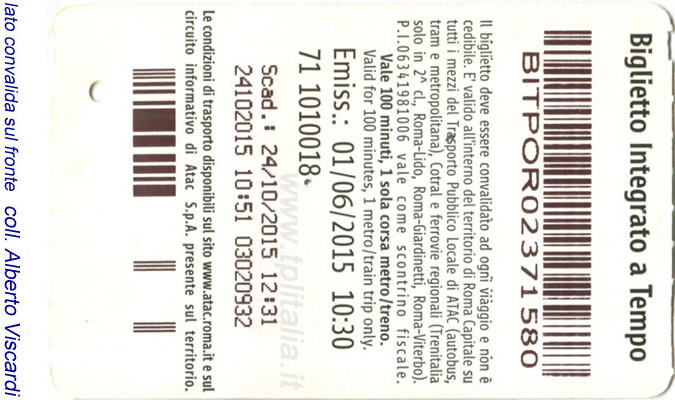 Biglietto Integrato a Tempo
BITPOR02371580
Il biglietto deve essere convalidato ad ogni viaggio e non è
cedibile. E' valido all'interno del territorio di Roma Capitale su
tutti i mezzi del Trasporto Pubblico Locale di ATAC (autobus,
tram e metropolitana), Cotral e ferrovie regionali (Trenitalia
solo in 2ª cl., Roma-Lido, Roma-Giardinetti, Roma-Viterbo).
P.I.06341981006 vale come scontrino fiscale.
Vale 100 minuti, 1 sola corsa metro/treno.
Valid for 100 minutes, 1 metro/train trip only.
Emiss.: 01/06/2015 10:30
71 1010018
www.tplitalia.it
Scad.: 24/10/2015 12:31
24102015 10:51 03020932
Le condizioni di trasporto disponibili sul sito www.atac.roma.it e sul
circuito informativo di Atac S.p.A. presente sul territorio.
lato convalida sul fronte coll. Alberto Viscardi